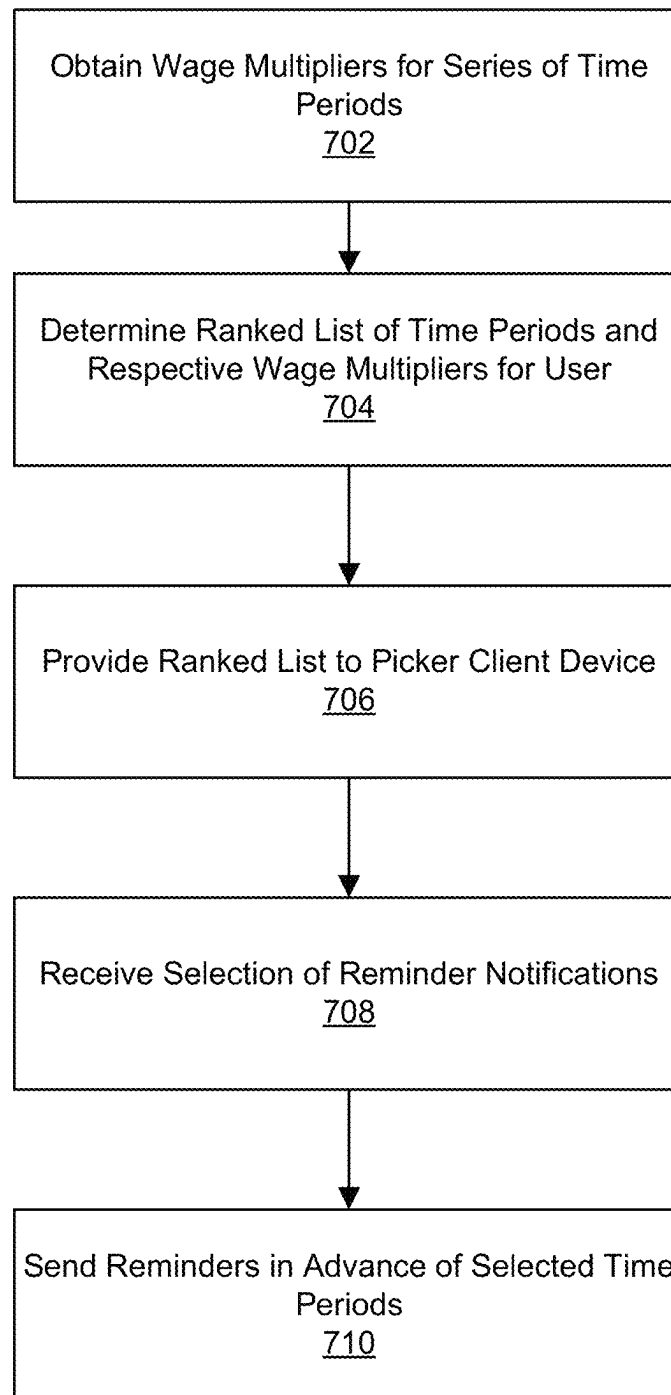 Obtain Wage Multipliers for Series of Time
Periods
702
Determine Ranked List of Time Periods and
Respective Wage Multipliers for User
704
Provide Ranked List to Picker Client Device
706
Receive Selection of Reminder Notifications
708
Send Reminders in Advance of Selected Time
Periods
710